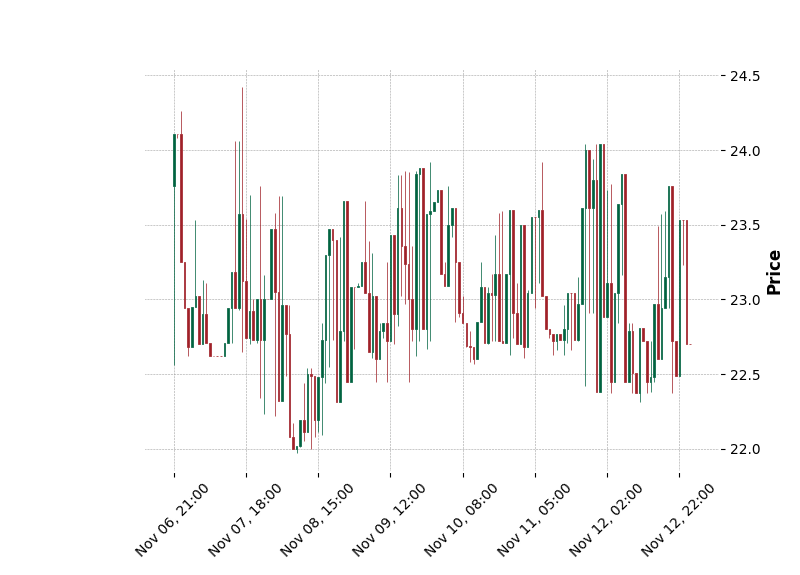 24.5
24.0
23.5
23.0
22.5
22.0
Price
Nov 06, 21:00
Nov 07, 18:00
Nov 08, 15:00
Nov 09, 12:00
Nov 10, 08:00
Nov 11, 05:00
Nov 12, 02:00
Nov 12, 22:00